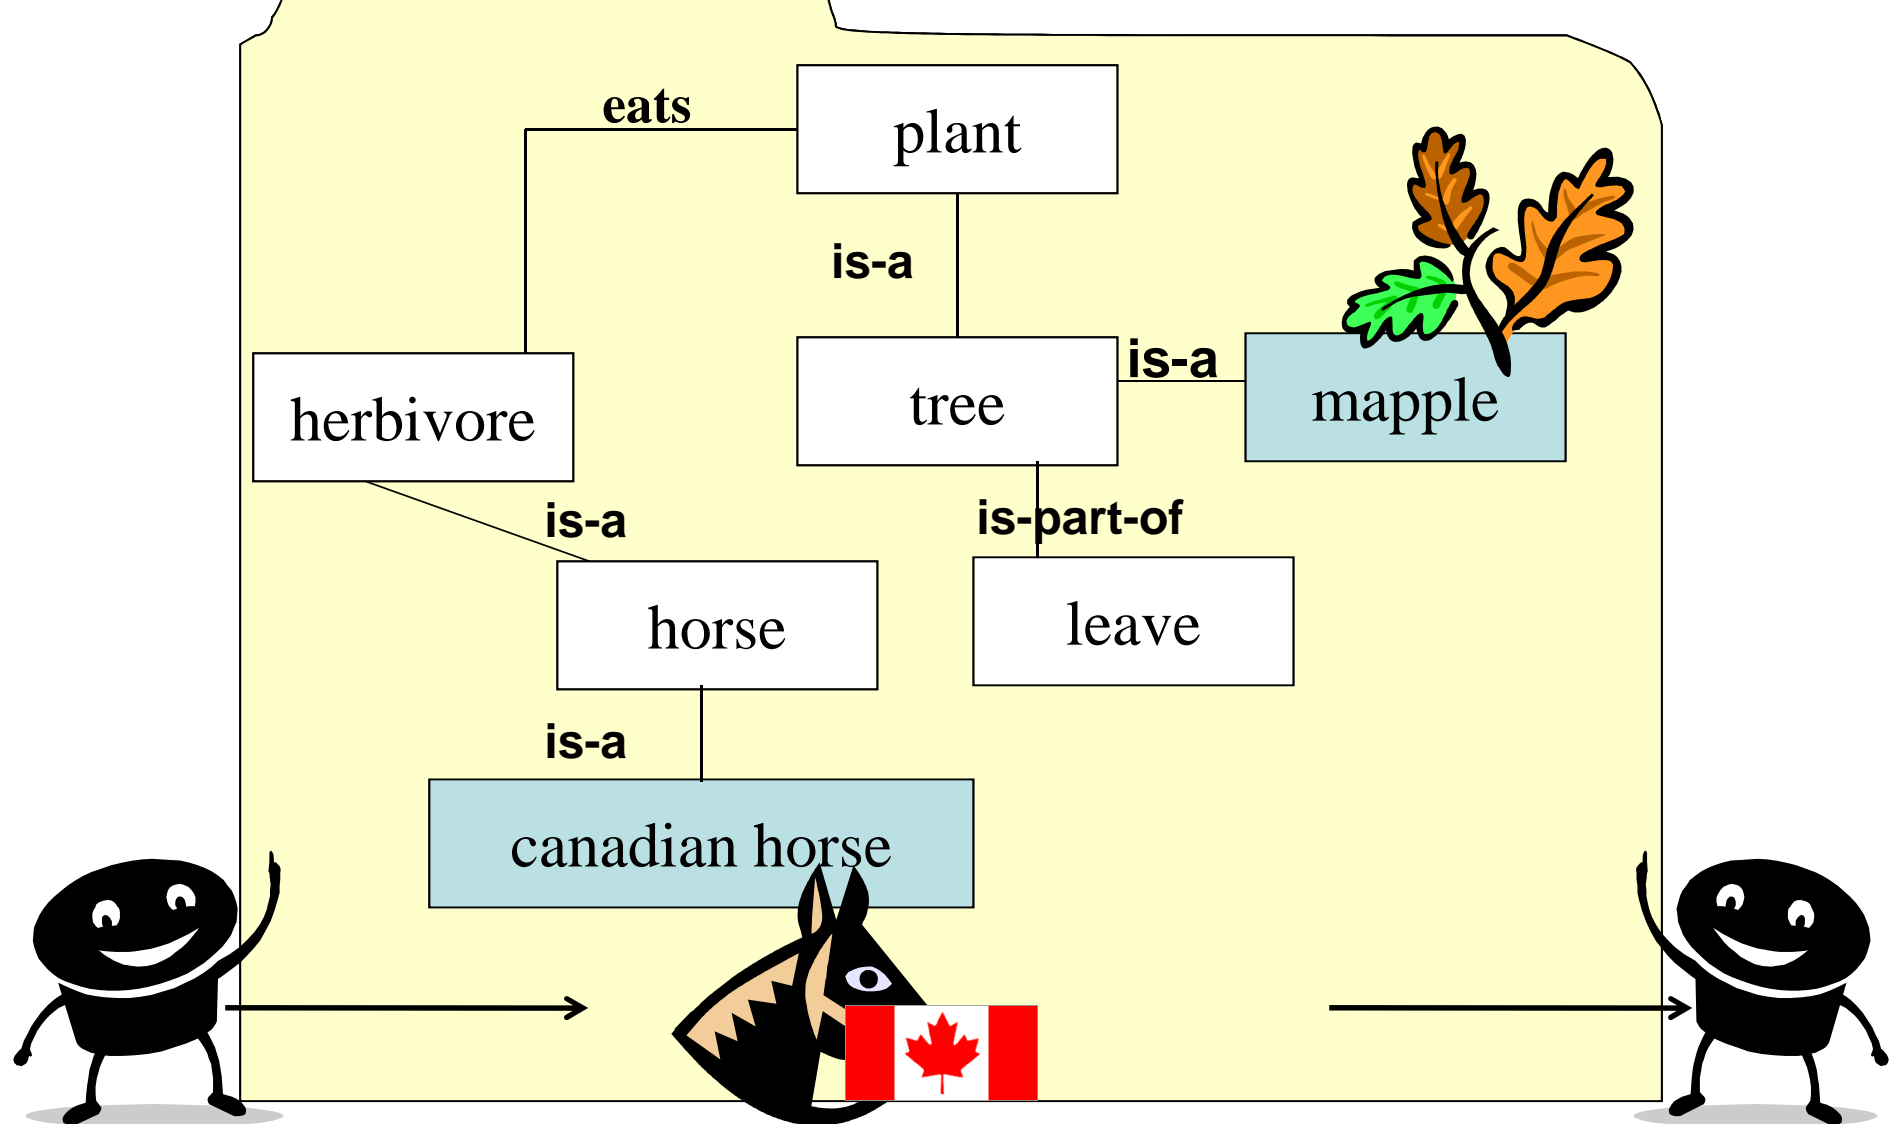 eats
plant
is-a
is-a
herbivore
tree
mapple
is-a
is-part-of
horse
leave
is-a
canadian horse